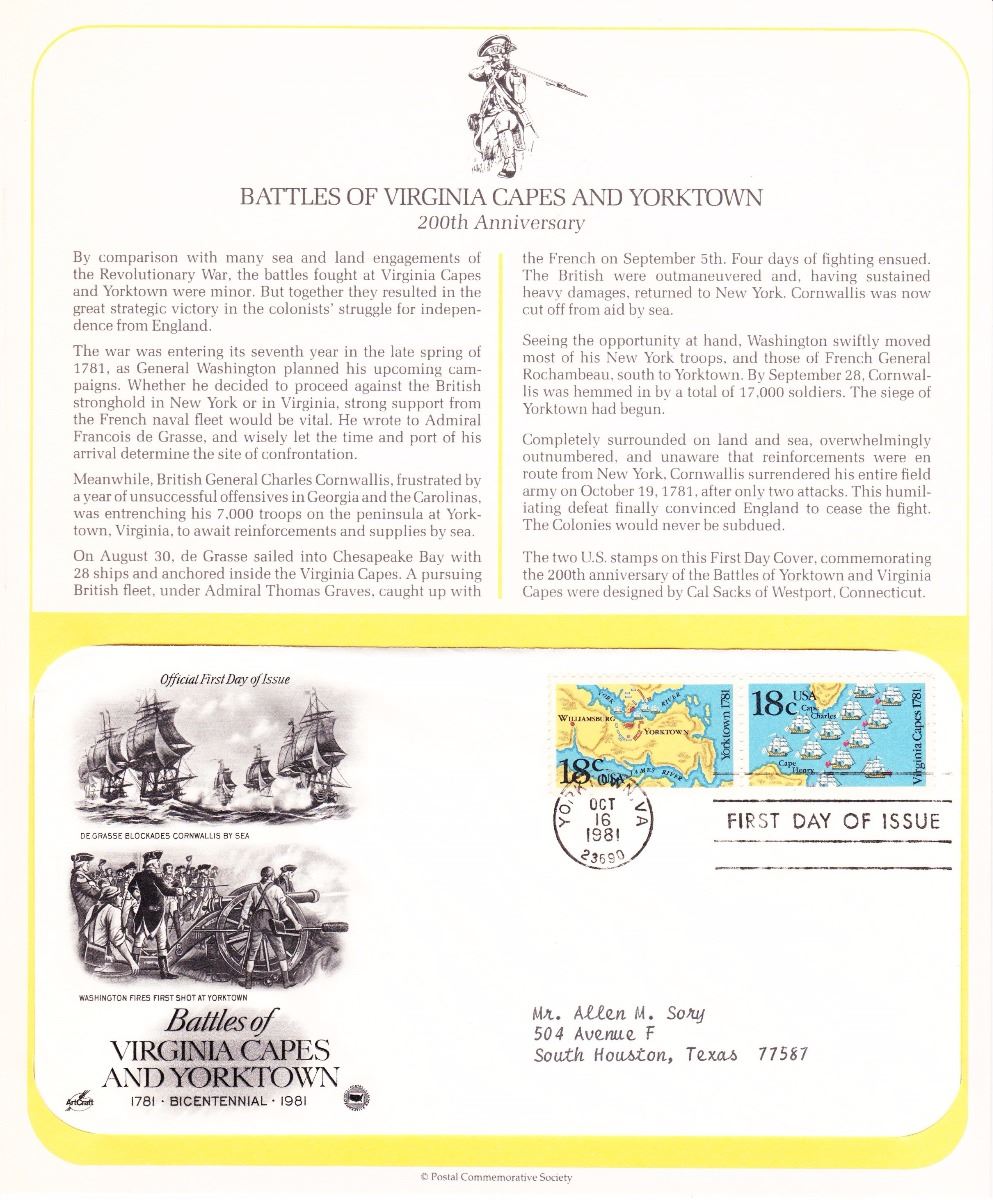 BATTLES OF VIRGINIA CAPES AND YORKTOWN
200th Anniversary
By comparison with many sea and land engagements of
the Revolutionary War, the battles fought at Virginia Capes
and Yorktown were minor. But together they resulted in the
great strategic victory in the colonists' struggle for indepen-
dence from England.
The war was entering its seventh year in the late spring of
1781, as General Washington planned his upcoming cam-
paigns. Whether he decided to proceed against the British
stronghold in New York or in Virginia, strong support from
the French naval fleet would be vital. He wrote to Admiral
Francois de Grasse, and wisely let the time and port of his
arrival determine the site of confrontation.
Meanwhile, British General Charles Cornwallis, frustrated by
a year of unsuccessful offensives in Georgia and the Carolinas,
was entrenching his 7,000 troops on the peninsula at York-
town, Virginia, to await reinforcements and supplies by sea.
On August 30, de Grasse sailed into Chesapeake Bay with
28 ships and anchored inside the Virginia Capes. A pursuing
British fleet, under Admiral Thomas Graves, caught up with
the French on September 5th. Four days of fighting ensued.
The British were outmaneuvered and, having sustained
heavy damages, returned to New York. Cornwallis was now
cut off from aid by sea.
Seeing the opportunity at hand, Washington swiftly moved
most of his New York troops, and those of French General
Rochambeau, south to Yorktown. By September 28, Cornwal-
lis was hemmed in by a total of 17,000 soldiers. The siege of
Yorktown had begun.
Completely surrounded on land and sea, overwhelmingly
outnumbered, and unaware that reinforcements were en
route from New York, Cornwallis surrendered his entire field
army on October 19, 1781, after only two attacks. This humil-
iating defeat finally convinced England to cease the fight.
The Colonies would never be subdued.
The two U.S. stamps on this First Day Cover, commemorating
the 200th anniversary of the Battles of Yorktown and Virginia
Capes were designed by Cal Sacks of Westport, Connecticut.
Official First Day of Issue
DE GRASSE BLOCKADES CORNWALLIS BY SEA
WASHINGTON FIRES FIRST SHOT AT YORKTOWN
Battles of
VIRGINIA CAPES
AND YORKTOWN
1781 · BICENTENNIAL · 1981
ArtCraft
YORK RIVER
WILLIAMSBURG
YORKTOWN
JAMES RIVER
18c
USA
Yorktown 1781
18c USA
Cape
Charles
Cape
Henry
Virginia Capes 1781
YORKTOWN, VA
OCT
16
1981
23690
FIRST DAY OF ISSUE
Mr. Allen M. Sory
504 Avenue F
South Houston, Texas 77587
© Postal Commemorative Society